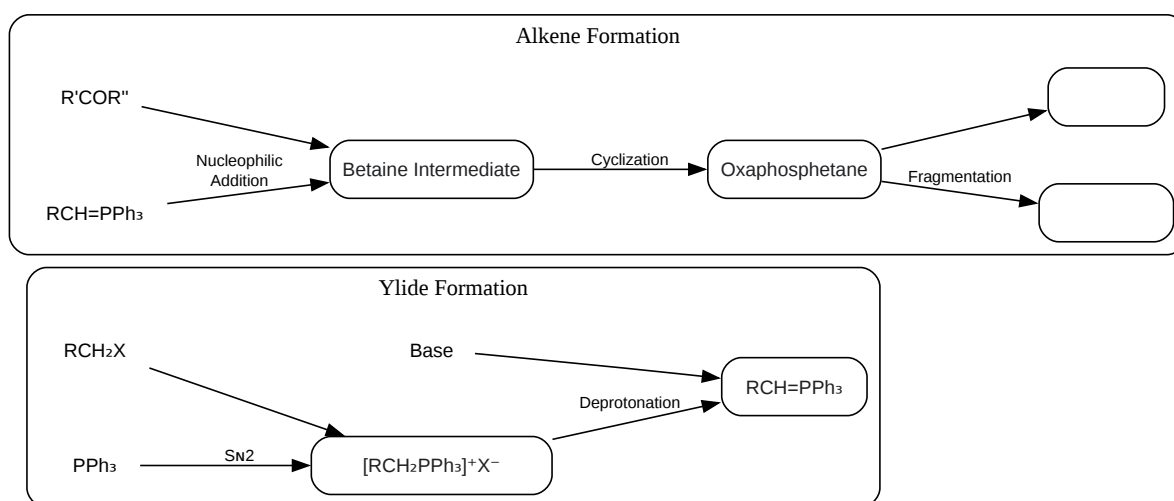 Alkene Formation
R'COR"
Nucleophilic
Addition
RCH=PPh₃
Betaine Intermediate
Cyclization
Oxaphosphetane
Fragmentation
Ylide Formation
RCH₂X
Base
PPh₃
Sɴ2
[RCH₂PPh₃]⁺X⁻
Deprotonation
RCH=PPh₃